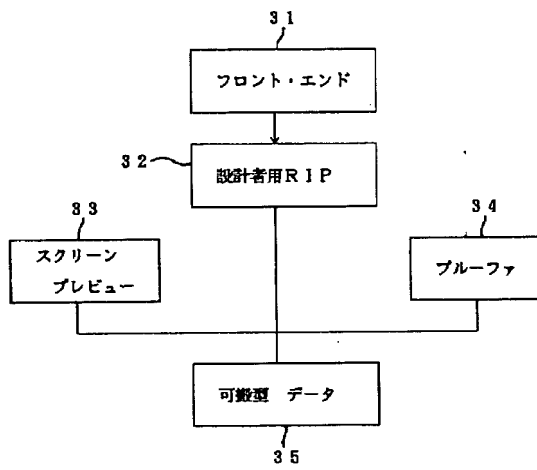 31
フロント・エンド
32
設計者用RIP
33
スクリーン
プレビュー
34
プルーファ
可搬型 データ
35